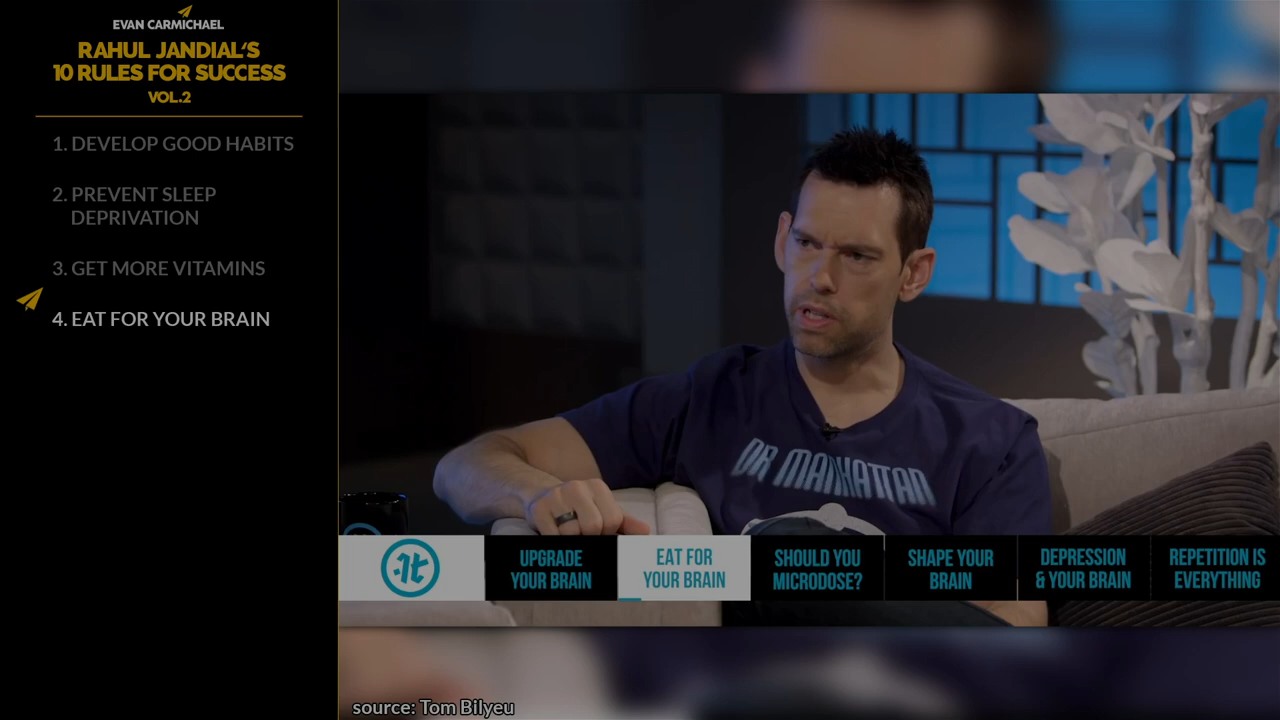 EVAN CARMICHAEL
RAHUL JANDIAL'S
10 RULES FOR SUCCESS
VOL.2
1. DEVELOP GOOD HABITS
2. PREVENT SLEEP
DEPRIVATION
3. GET MORE VITAMINS
4. EAT FOR YOUR BRAIN
DR MANHATTAN
it
UPGRADE
YOUR BRAIN
EAT FOR
YOUR BRAIN
SHOULD YOU
MICRODOSE?
SHAPE YOUR
BRAIN
DEPRESSION
& YOUR BRAIN
REPETITION IS
EVERYTHING
source: Tom Bilyeu